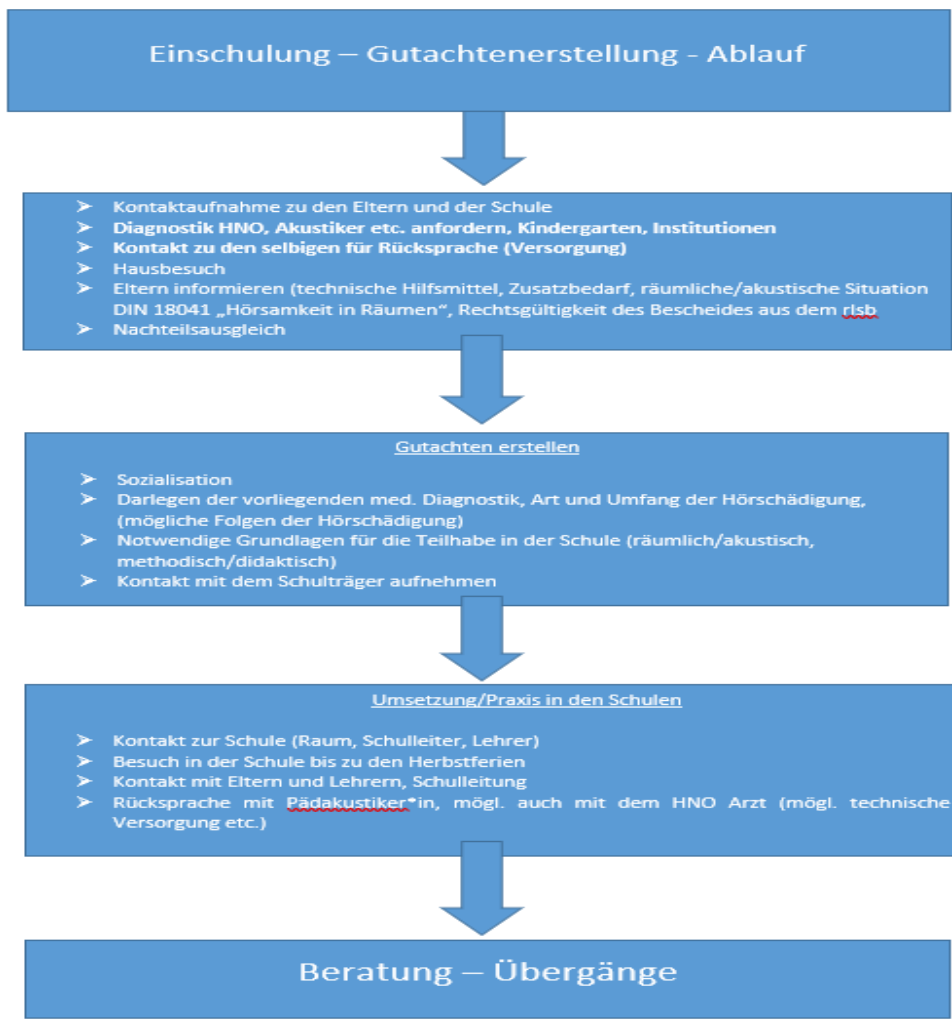 Einschulung – Gutachtenerstellung - Ablauf
➢ Kontaktaufnahme zu den Eltern und der Schule
➢ Diagnostik HNO, Akustiker etc. anfordern, Kindergarten, Institutionen
➢ Kontakt zu den selbigen für Rücksprache (Versorgung)
➢ Hausbesuch
➢ Eltern informieren (technische Hilfsmittel, Zusatzbedarf, räumliche/akustische Situation
DIN 18041 „Hörsamkeit in Räumen“, Rechtsgültigkeit des Bescheides aus dem rlsb
➢ Nachteilsausgleich
Gutachten erstellen
➢ Sozialisation
➢ Darlegen der vorliegenden med. Diagnostik, Art und Umfang der Hörschädigung,
(mögliche Folgen der Hörschädigung)
➢ Notwendige Grundlagen für die Teilhabe in der Schule (räumlich/akustisch,
methodisch/didaktisch)
➢ Kontakt mit dem Schulträger aufnehmen
Umsetzung/Praxis in den Schulen
➢ Kontakt zur Schule (Raum, Schulleiter, Lehrer)
➢ Besuch in der Schule bis zu den Herbstferien
➢ Kontakt mit Eltern und Lehrern, Schulleitung
➢ Rücksprache mit Pädakustiker*in, mögl. auch mit dem HNO Arzt (mögl. technische
Versorgung etc.)
Beratung – Übergänge